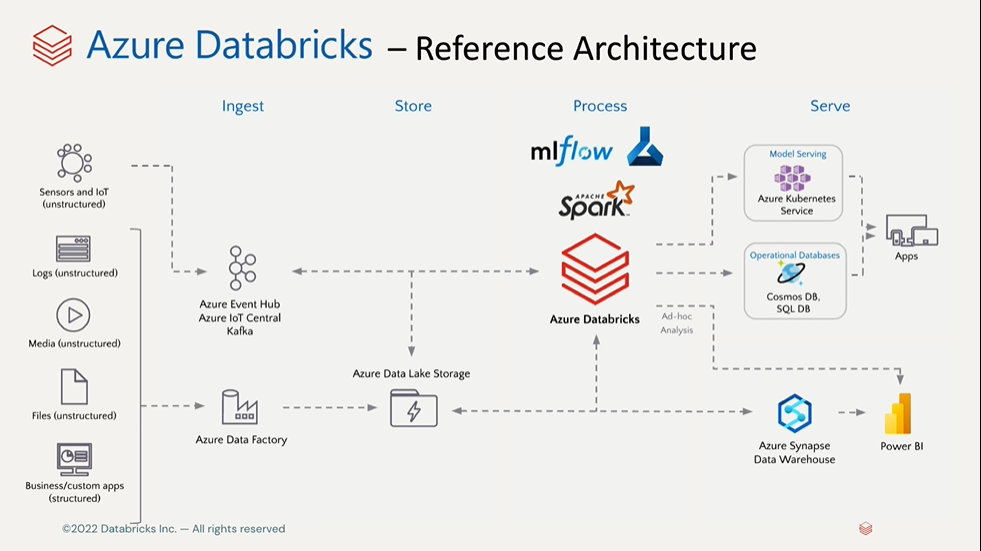 Azure Databricks – Reference Architecture
Ingest
Store
Process
Serve
Sensors and IoT
(unstructured)
Logs (unstructured)
Media (unstructured)
Files (unstructured)
Business/custom apps
(structured)
Azure Event Hub
Azure IoT Central
Kafka
Azure Data Factory
Azure Data Lake Storage
mlflow
APACHE
Spark
Azure Databricks
Ad-hoc
Analysis
Model Serving
Azure Kubernetes
Service
Operational Databases
Cosmos DB,
SQL DB
Apps
Azure Synapse
Data Warehouse
Power BI
©2022 Databricks Inc. — All rights reserved